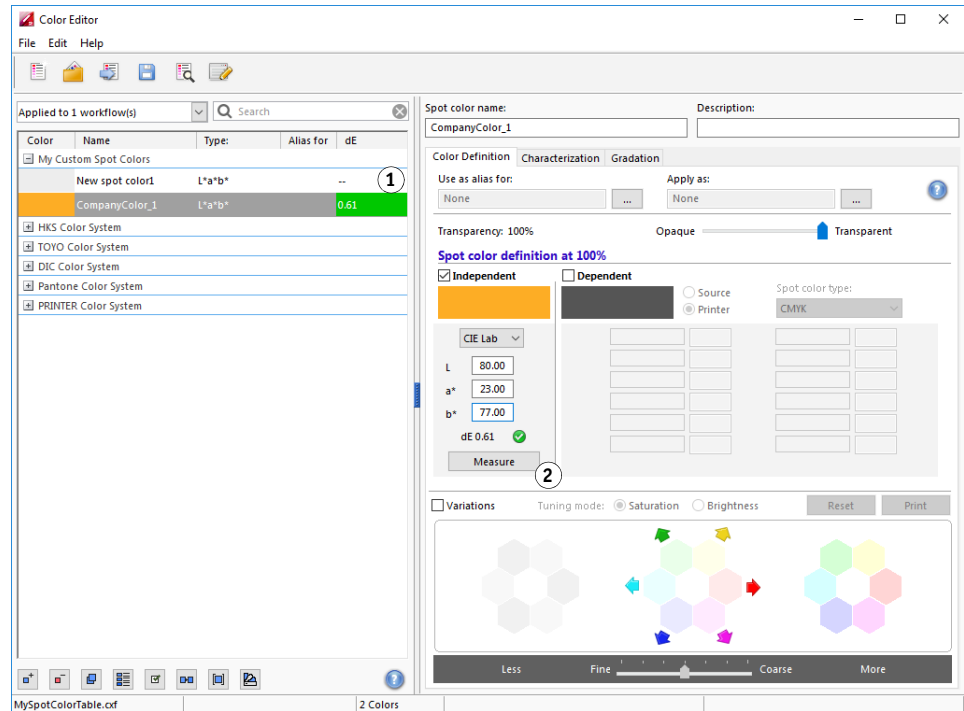 Color Editor
File Edit Help
Applied to 1 workflow(s)
Search
Color Name Type: Alias for dE
My Custom Spot Colors
New spot color1 L*a*b* -- 1
CompanyColor_1 L*a*b* 0.61
HKS Color System
TOYO Color System
DIC Color System
Pantone Color System
PRINTER Color System
MySpotColorTable.cxf 2 Colors
Spot color name: Description:
CompanyColor_1
Color Definition Characterization Gradation
Use as alias for: Apply as:
None ... None ...
Transparency: 100% Opaque Transparent
Spot color definition at 100%
Independent Dependent
Source Spot color type:
Printer CMYK
CIE Lab
L 80.00
a* 23.00
b* 77.00
dE 0.61
Measure
2
Variations Tuning mode: Saturation Brightness Reset Print
Less Fine Coarse More